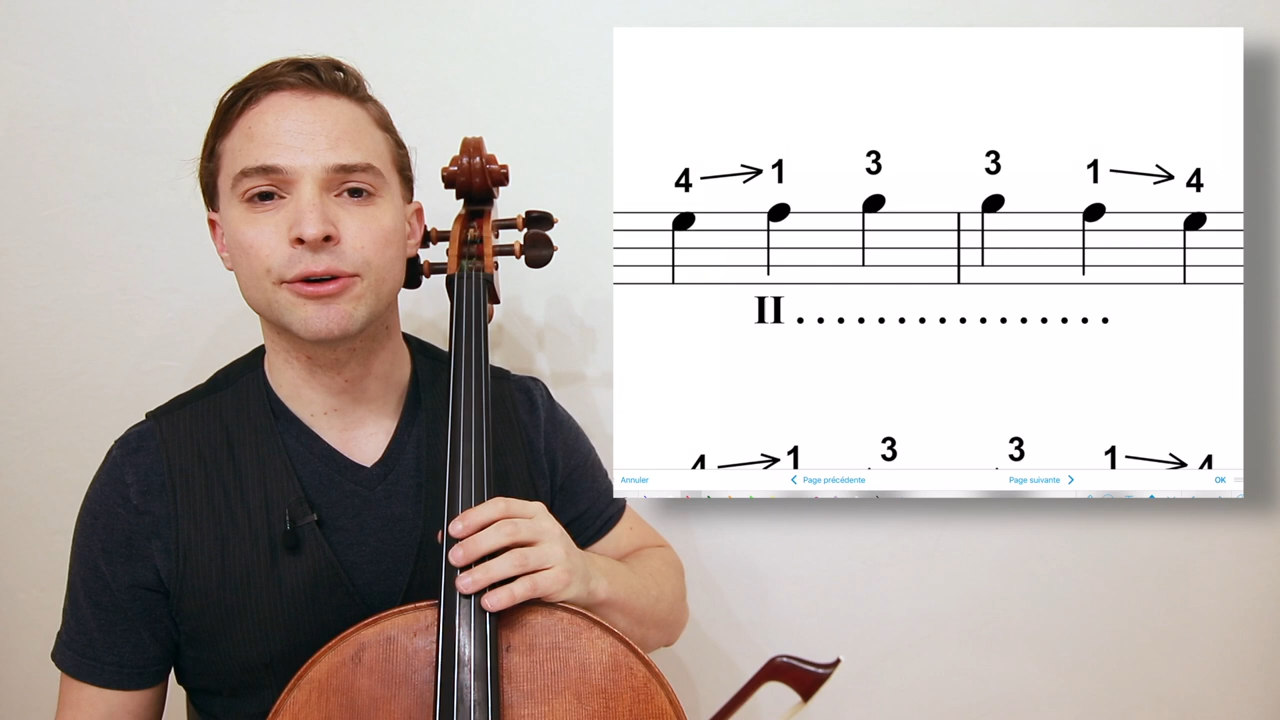 4 1 3 3 1 4
II . . . . . . . . . . . . . . . .
4 1 3 3 1 4
Annuler Page précédente Page suivante OK